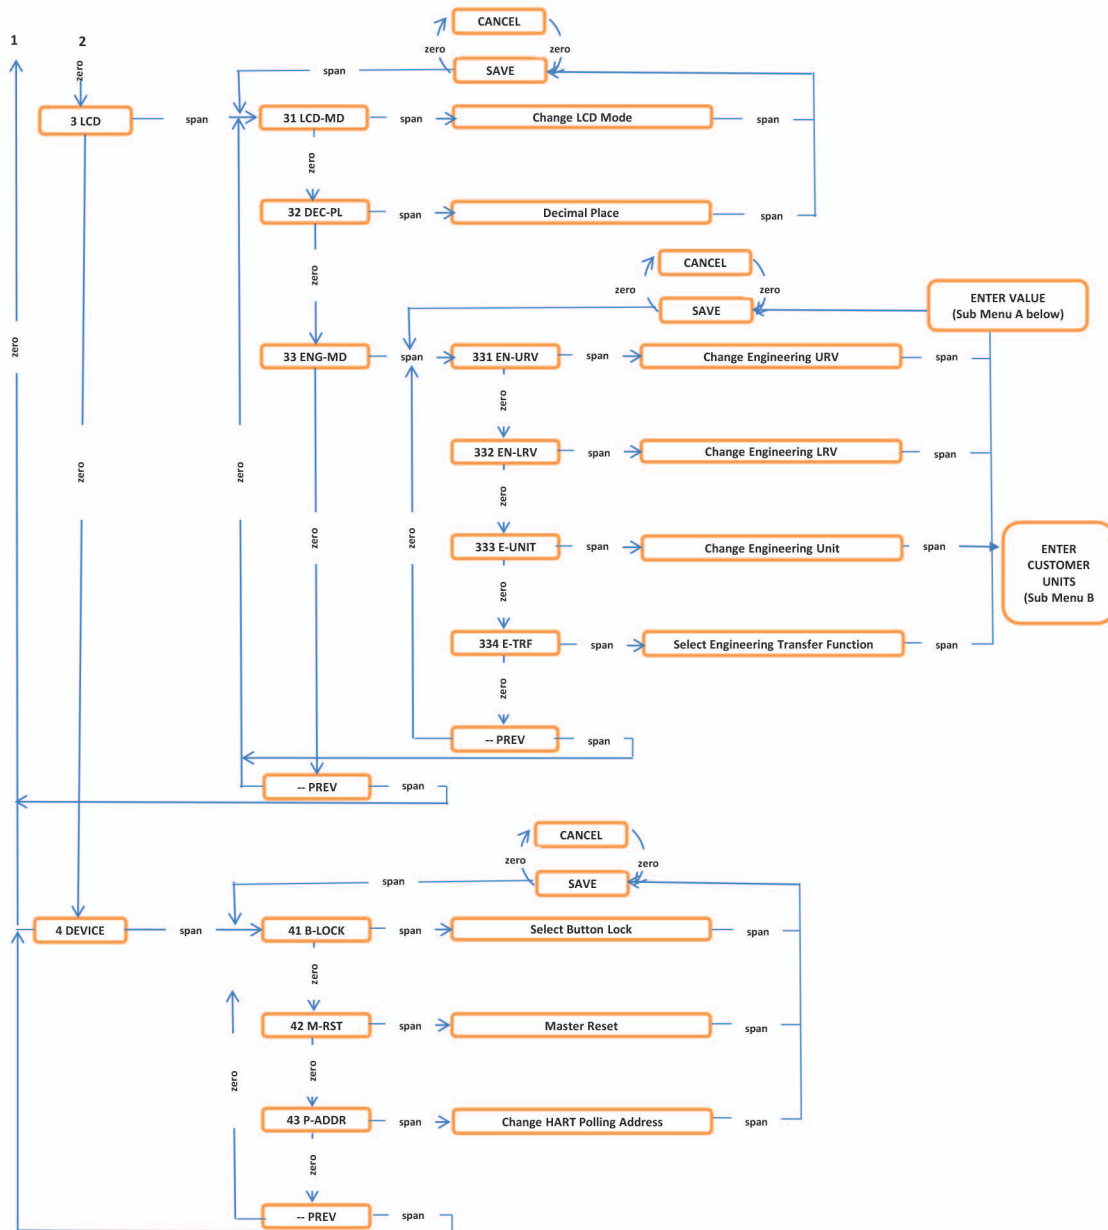 CANCEL
1
2
zero
zero
zero
span
SAVE
3 LCD
span
31 LCD-MD
span
Change LCD Mode
span
zero
32 DEC-PL
span
Decimal Place
span
CANCEL
zero
zero
zero
SAVE
ENTER VALUE
(Sub Menu A below)
zero
33 ENG-MD
span
331 EN-URV
span
Change Engineering URV
span
zero
332 EN-LRV
span
Change Engineering LRV
span
zero
zero
zero
zero
zero
333 E-UNIT
span
Change Engineering Unit
span
ENTER
CUSTOMER
UNITS
(Sub Menu B
zero
334 E-TRF
span
Select Engineering Transfer Function
span
zero
-- PREV
span
-- PREV
span
CANCEL
zero
zero
span
SAVE
4 DEVICE
span
41 B-LOCK
span
Select Button Lock
span
zero
42 M-RST
span
Master Reset
span
zero
zero
43 P-ADDR
span
Change HART Polling Address
span
zero
-- PREV
span